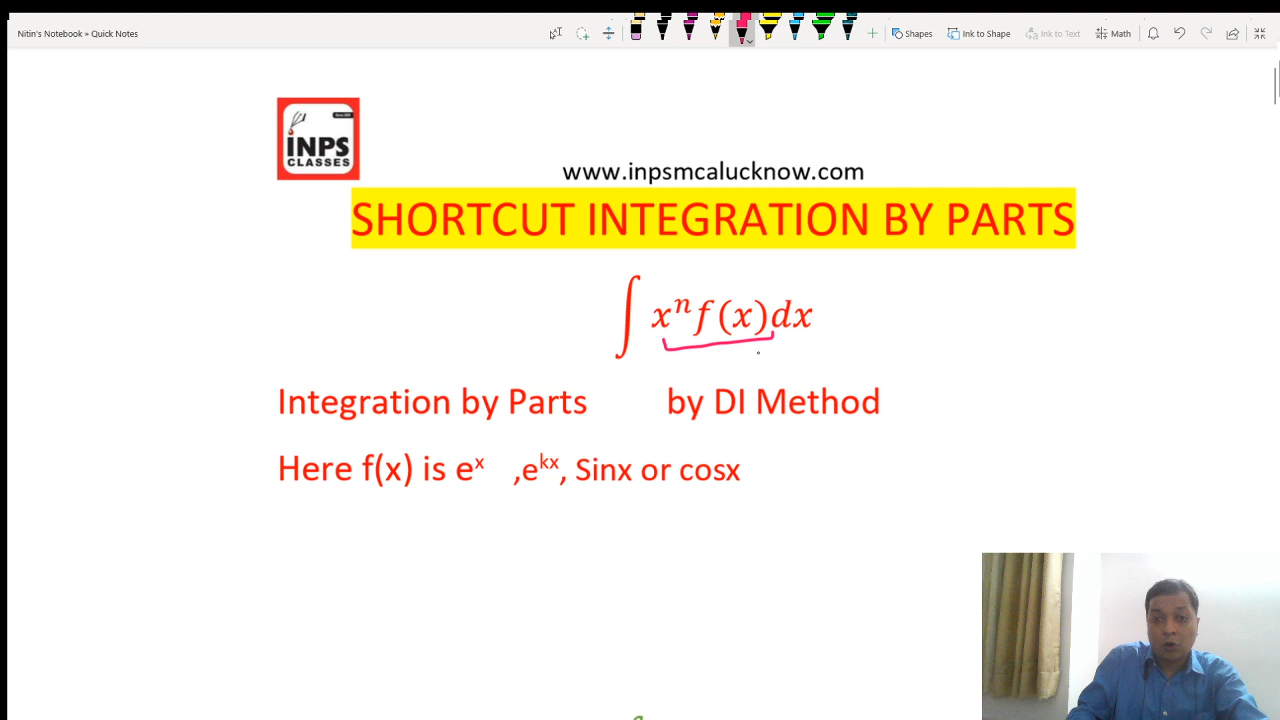 Nitin's Notebook » Quick Notes
Shapes Ink to Shape Ink to Text Math
INPS
CLASSES
www.inpsmcalucknow.com
SHORTCUT INTEGRATION BY PARTS
∫ xⁿf(x)dx
Integration by Parts by DI Method
Here f(x) is eˣ ,eᵏˣ, Sinx or cosx